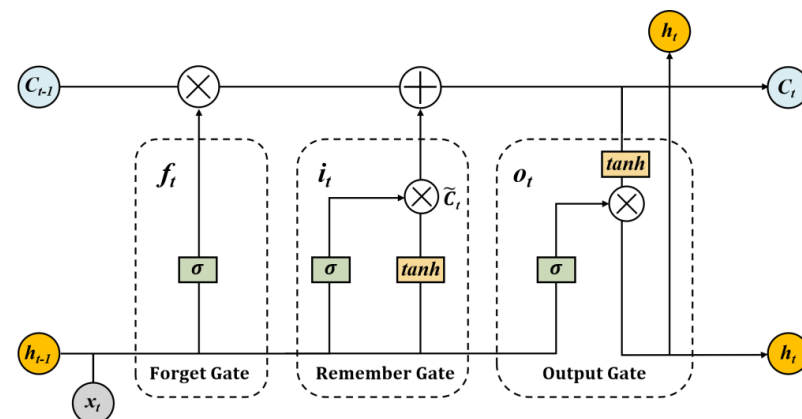 h_t
C_{t-1}
C_t
f_t
i_t
o_t
tanh
C̃_t
σ
σ
tanh
σ
h_{t-1}
h_t
Forget Gate
Remember Gate
Output Gate
x_t